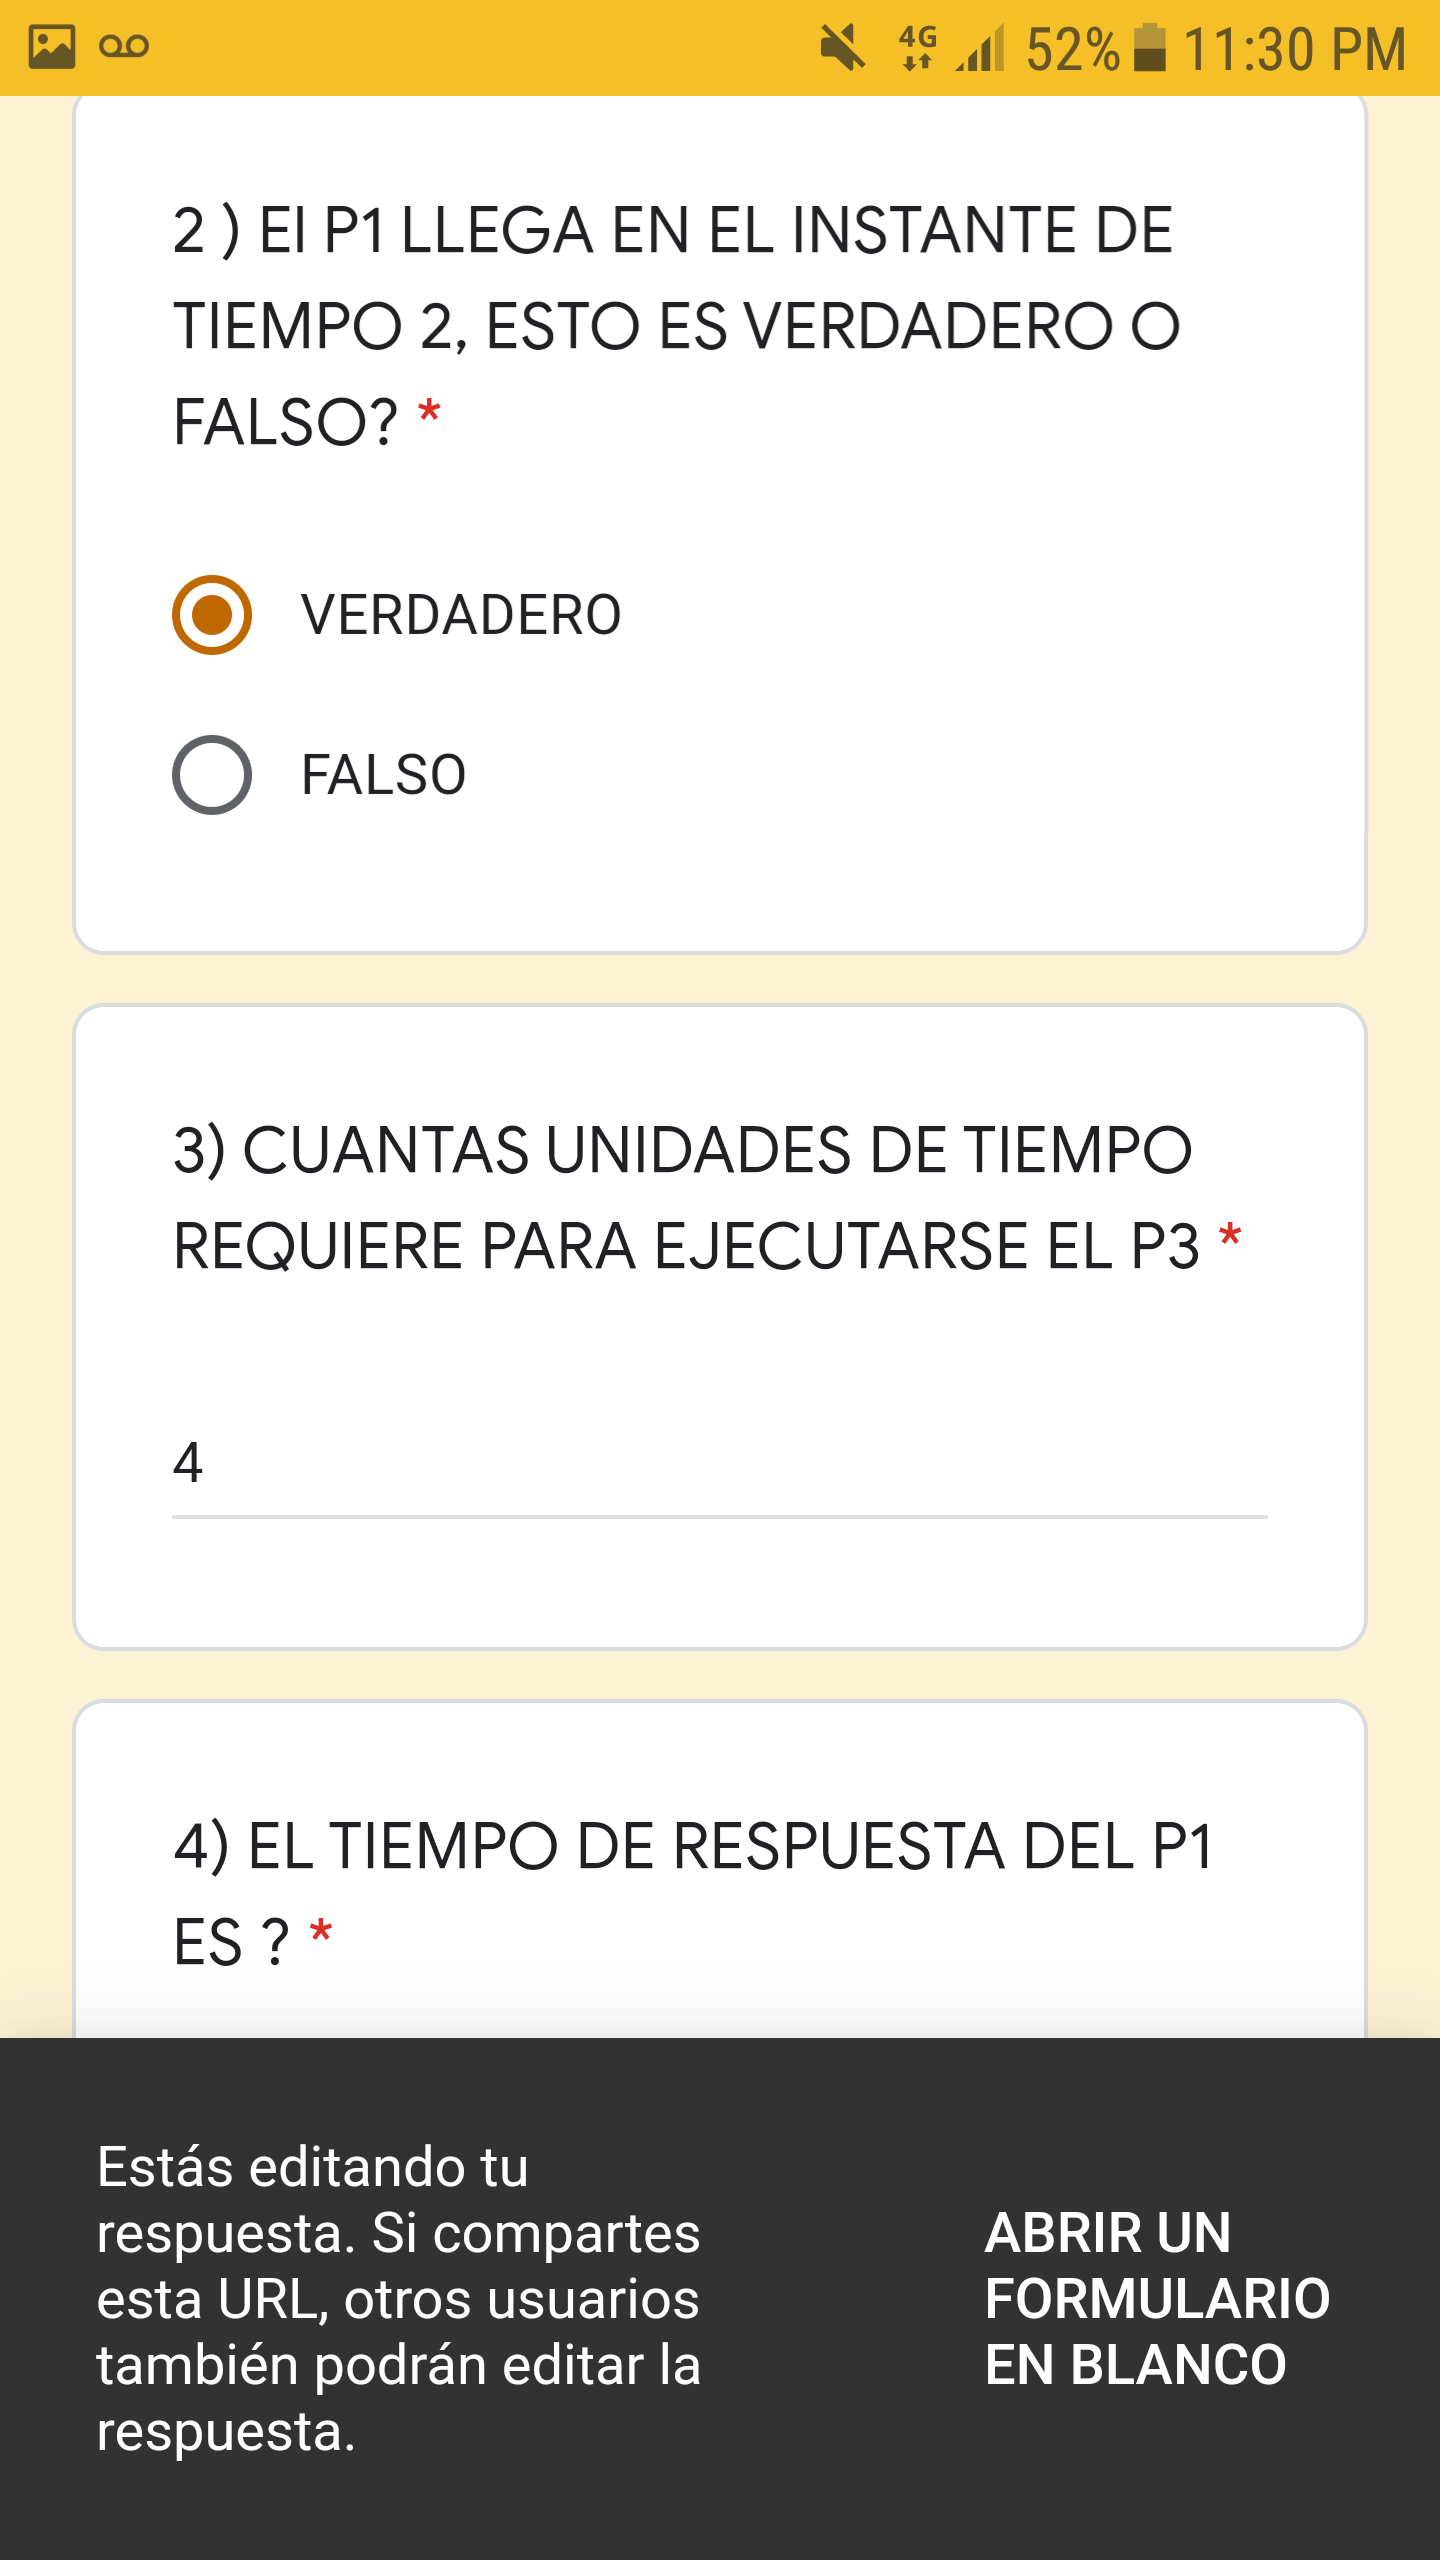 4G 52% 11:30 PM
2 ) El P1 LLEGA EN EL INSTANTE DE
TIEMPO 2, ESTO ES VERDADERO O
FALSO? *
VERDADERO
FALSO
3) CUANTAS UNIDADES DE TIEMPO
REQUIERE PARA EJECUTARSE EL P3 *
4
4) EL TIEMPO DE RESPUESTA DEL P1
ES ? *
Estás editando tu
respuesta. Si compartes
esta URL, otros usuarios
también podrán editar la
respuesta.
ABRIR UN
FORMULARIO
EN BLANCO